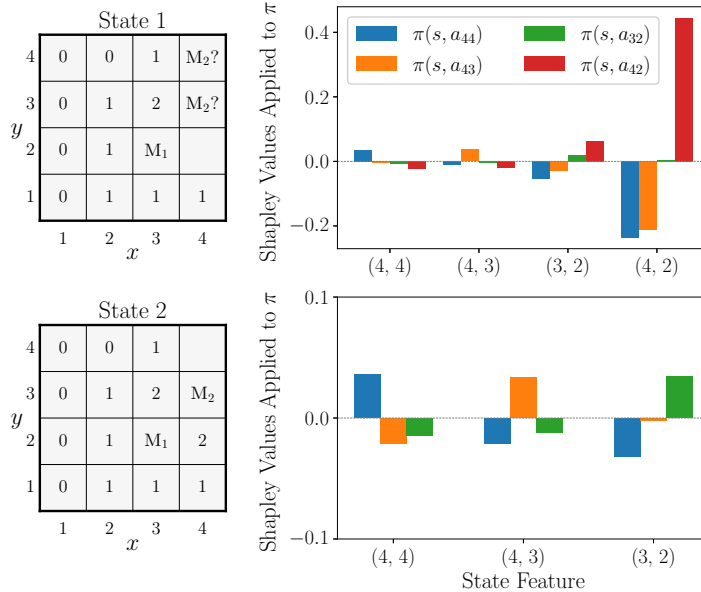 State 1
4 0 0 1 M₂?
3 0 1 2 M₂?
y
2 0 1 M₁
1 0 1 1 1
1 2 3 4
x
Shapley Values Applied to π
0.4
0.2
0.0
−0.2
π(s, a₄₄) π(s, a₃₂)
π(s, a₄₃) π(s, a₄₂)
(4, 4) (4, 3) (3, 2) (4, 2)
State 2
4 0 0 1
3 0 1 2 M₂
y
2 0 1 M₁ 2
1 0 1 1 1
1 2 3 4
x
Shapley Values Applied to π
0.1
0.0
−0.1
(4, 4) (4, 3) (3, 2)
State Feature